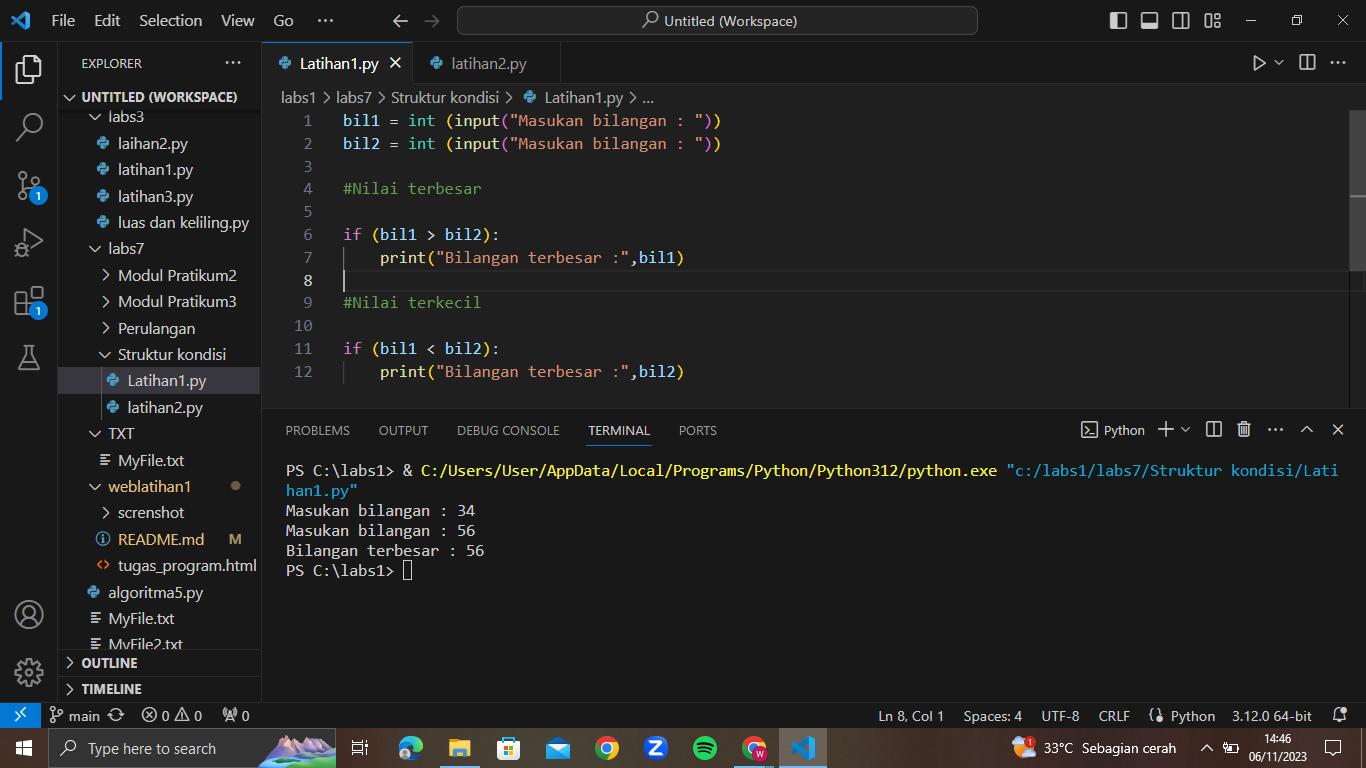 File Edit Selection View Go ··· Untitled (Workspace)
EXPLORER ···
UNTITLED (WORKSPACE)
labs3
laihan2.py
latihan1.py
latihan3.py
luas dan keliling.py
labs7
Modul Pratikum2
Modul Pratikum3
Perulangan
Struktur kondisi
Latihan1.py
latihan2.py
TXT
MyFile.txt
weblatihan1
screnshot
README.md M
tugas_program.html
algoritma5.py
MyFile.txt
MyFile2.txt
OUTLINE
TIMELINE
1
1
Latihan1.py latihan2.py
labs1 > labs7 > Struktur kondisi > Latihan1.py > ...
1 bil1 = int (input("Masukan bilangan : "))
2 bil2 = int (input("Masukan bilangan : "))
3
4 #Nilai terbesar
5
6 if (bil1 > bil2):
7     print("Bilangan terbesar :",bil1)
8
9 #Nilai terkecil
10
11 if (bil1 < bil2):
12     print("Bilangan terbesar :",bil2)
PROBLEMS OUTPUT DEBUG CONSOLE TERMINAL PORTS Python ···
PS C:\labs1> & C:/Users/User/AppData/Local/Programs/Python/Python312/python.exe "c:/labs1/labs7/Struktur kondisi/Lati
han1.py"
Masukan bilangan : 34
Masukan bilangan : 56
Bilangan terbesar : 56
PS C:\labs1>
main 0 0 0 Ln 8, Col 1 Spaces: 4 UTF-8 CRLF Python 3.12.0 64-bit
Type here to search 1 33°C Sebagian cerah 14:46
06/11/2023